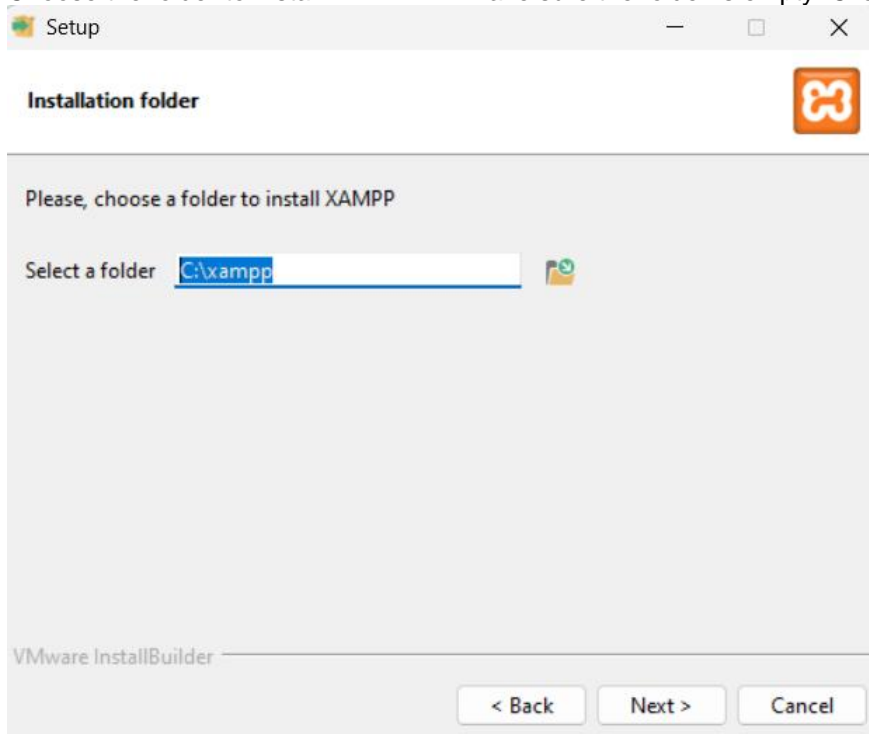 Setup
Installation folder
Please, choose a folder to install XAMPP
Select a folder C:\xampp
VMware InstallBuilder
< Back Next > Cancel